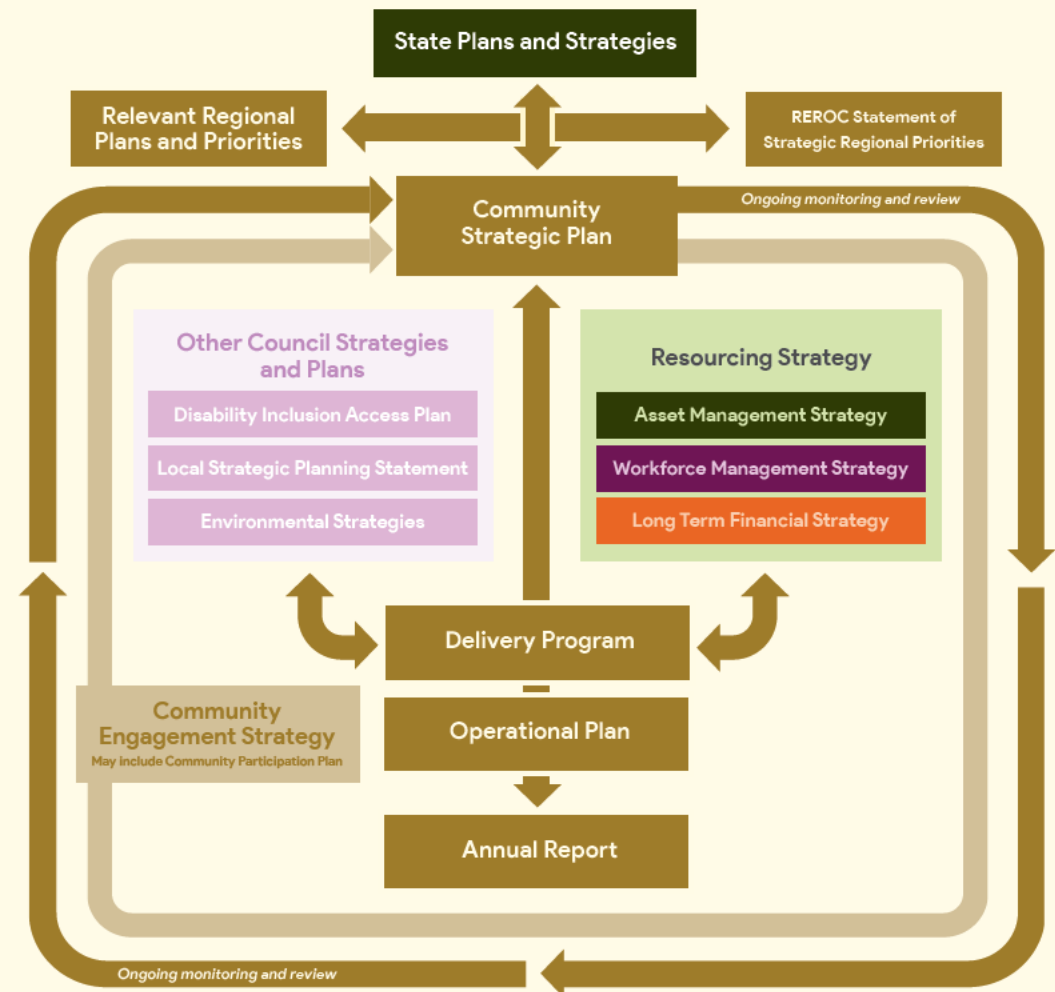 State Plans and Strategies
Relevant Regional
Plans and Priorities
REROC Statement of
Strategic Regional Priorities
Community
Strategic Plan
Ongoing monitoring and review
Other Council Strategies
and Plans
Disability Inclusion Access Plan
Local Strategic Planning Statement
Environmental Strategies
Resourcing Strategy
Asset Management Strategy
Workforce Management Strategy
Long Term Financial Strategy
Delivery Program
Community
Engagement Strategy
May include Community Participation Plan
Operational Plan
Annual Report
Ongoing monitoring and review